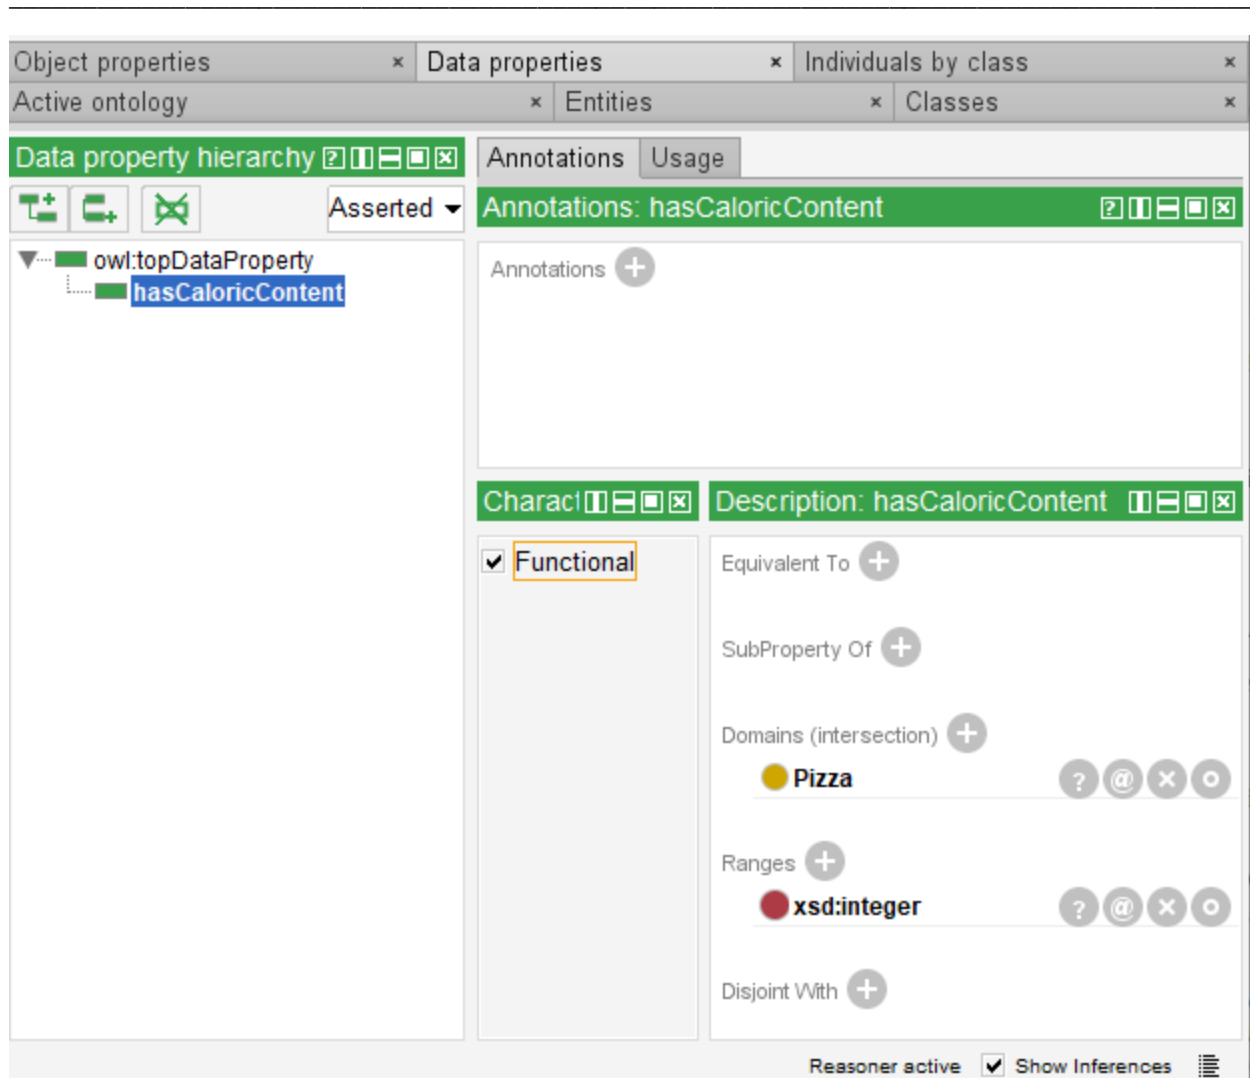 Object properties × Data properties × Individuals by class ×
Active ontology × Entities × Classes ×
Data property hierarchy
Asserted
owl:topDataProperty
hasCaloricContent
Annotations Usage
Annotations: hasCaloricContent
Annotations
Charact
Functional
Description: hasCaloricContent
Equivalent To
SubProperty Of
Domains (intersection)
Pizza
Ranges
xsd:integer
Disjoint With
Reasoner active Show Inferences